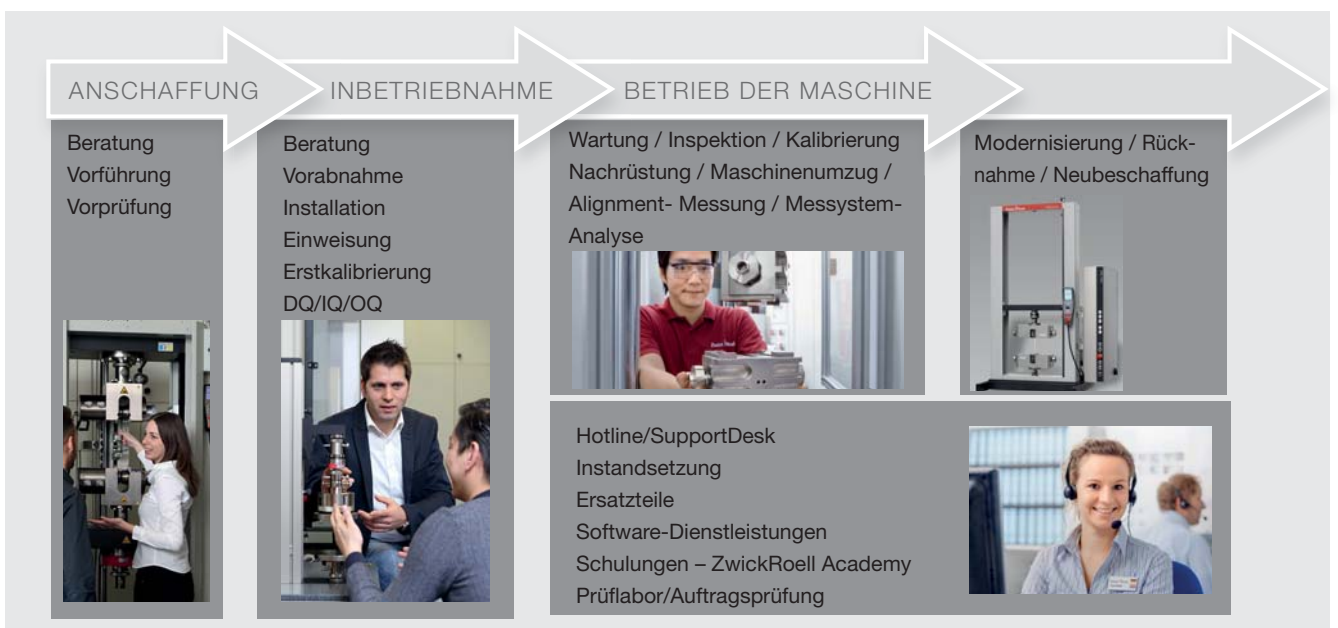 ANSCHAFFUNG
INBETRIEBNAHME
BETRIEB DER MASCHINE
Beratung
Vorführung
Vorprüfung
Beratung
Vorabnahme
Installation
Einweisung
Erstkalibrierung
DQ/IQ/OQ
Wartung / Inspektion / Kalibrierung
Nachrüstung / Maschinenumzug /
Alignment- Messung / Messystem-
Analyse
Modernisierung / Rück-
nahme / Neubeschaffung
Hotline/SupportDesk
Instandsetzung
Ersatzteile
Software-Dienstleistungen
Schulungen – ZwickRoell Academy
Prüflabor/Auftragsprüfung